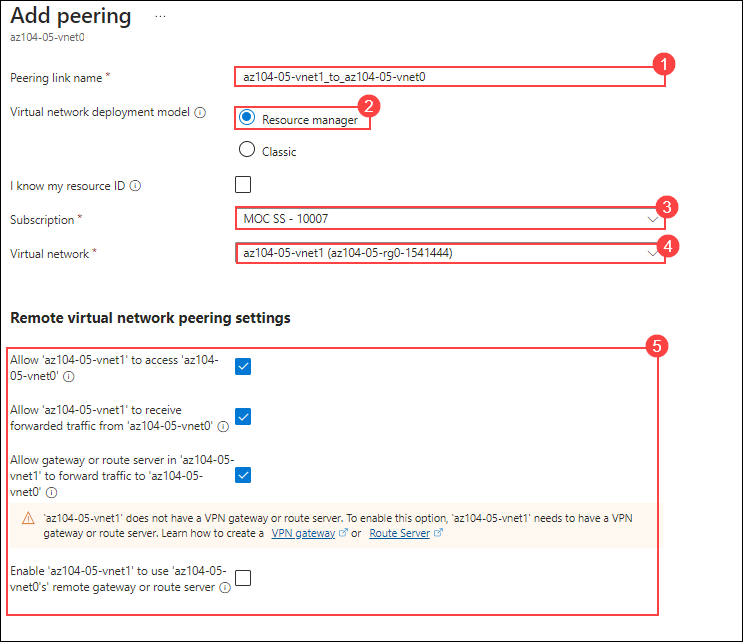 Add peering ...
az104-05-vnet0
1
Peering link name *
az104-05-vnet1_to_az104-05-vnet0
2
Virtual network deployment model
Resource manager
Classic
I know my resource ID
3
Subscription *
MOC SS - 10007
4
Virtual network *
az104-05-vnet1 (az104-05-rg0-1541444)
Remote virtual network peering settings
5
Allow 'az104-05-vnet1' to access 'az104-
05-vnet0'
Allow 'az104-05-vnet1' to receive
forwarded traffic from 'az104-05-vnet0'
Allow gateway or route server in 'az104-05-
vnet1' to forward traffic to 'az104-05-
vnet0'
'az104-05-vnet1' does not have a VPN gateway or route server. To enable this option, 'az104-05-vnet1' needs to have a VPN
gateway or route server. Learn how to create a VPN gateway or Route Server
Enable 'az104-05-vnet1' to use 'az104-05-
vnet0's' remote gateway or route server